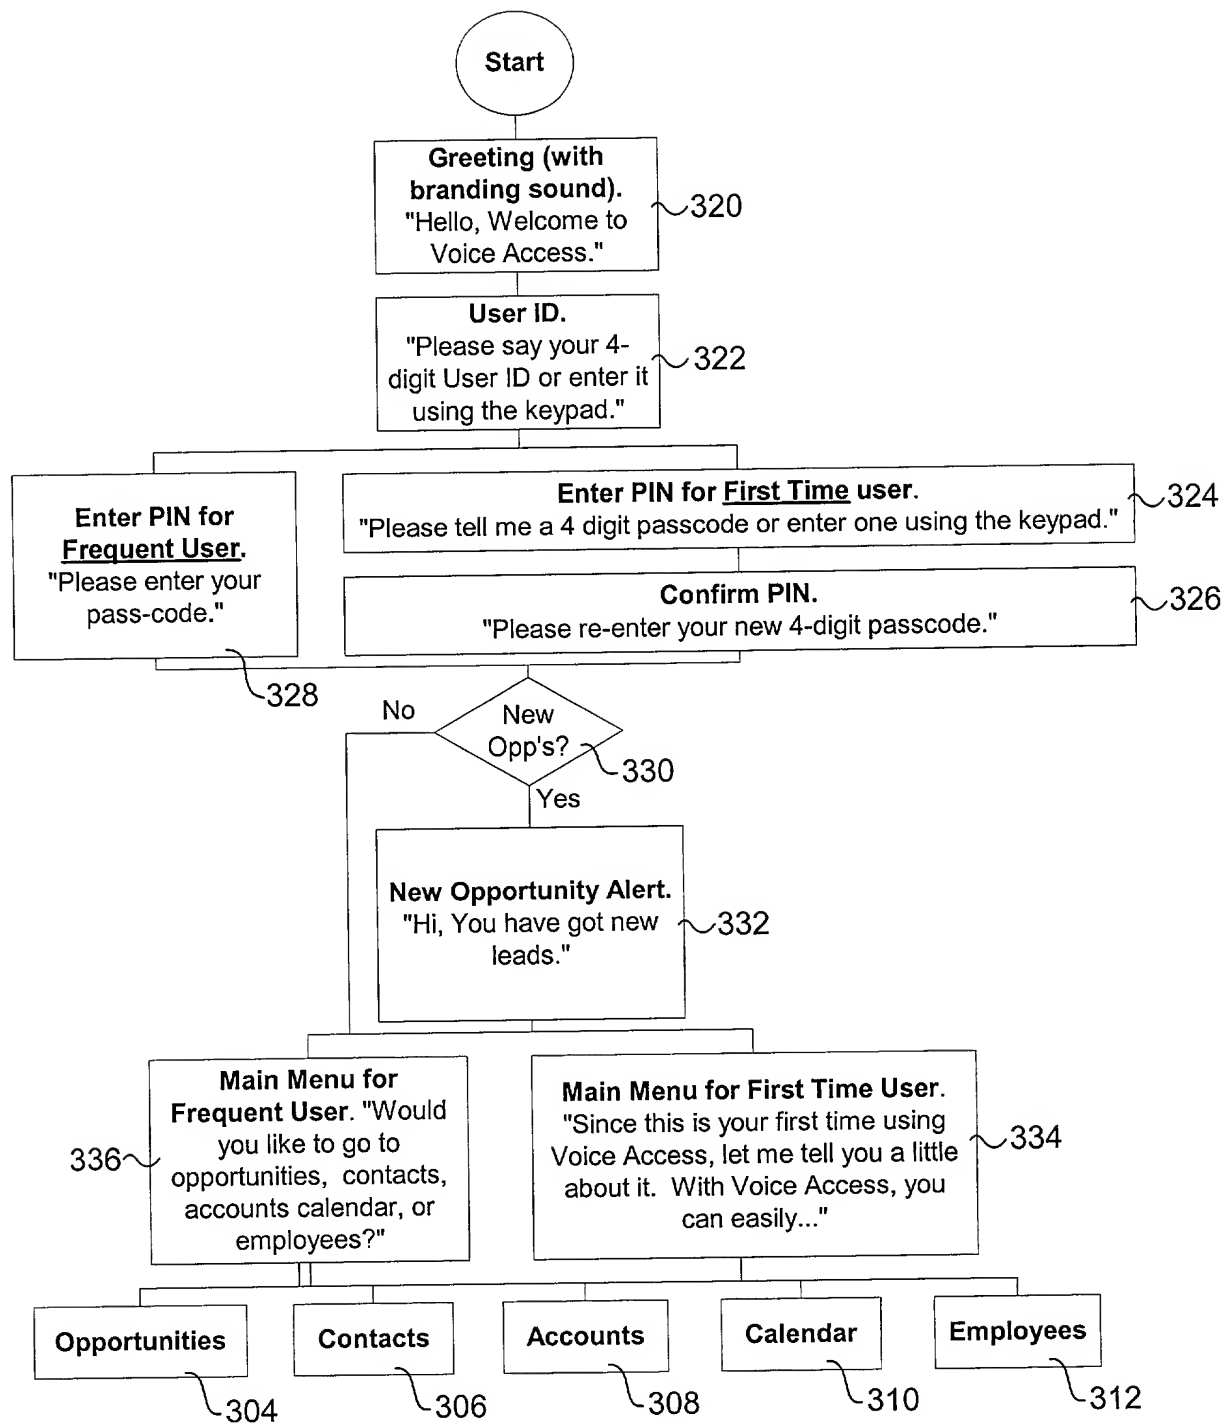 Start
Greeting (with
branding sound).
"Hello, Welcome to
Voice Access."
320
User ID.
"Please say your 4-
digit User ID or enter it
using the keypad."
322
Enter PIN for
Frequent User.
"Please enter your
pass-code."
328
Enter PIN for First Time user.
"Please tell me a 4 digit passcode or enter one using the keypad."
324
Confirm PIN.
"Please re-enter your new 4-digit passcode."
326
No
New
Opp's?
330
Yes
New Opportunity Alert.
"Hi, You have got new
leads."
332
Main Menu for
Frequent User. "Would
you like to go to
opportunities, contacts,
accounts calendar, or
employees?"
336
Main Menu for First Time User.
"Since this is your first time using
Voice Access, let me tell you a little
about it. With Voice Access, you
can easily..."
334
Opportunities
304
Contacts
306
Accounts
308
Calendar
310
Employees
312